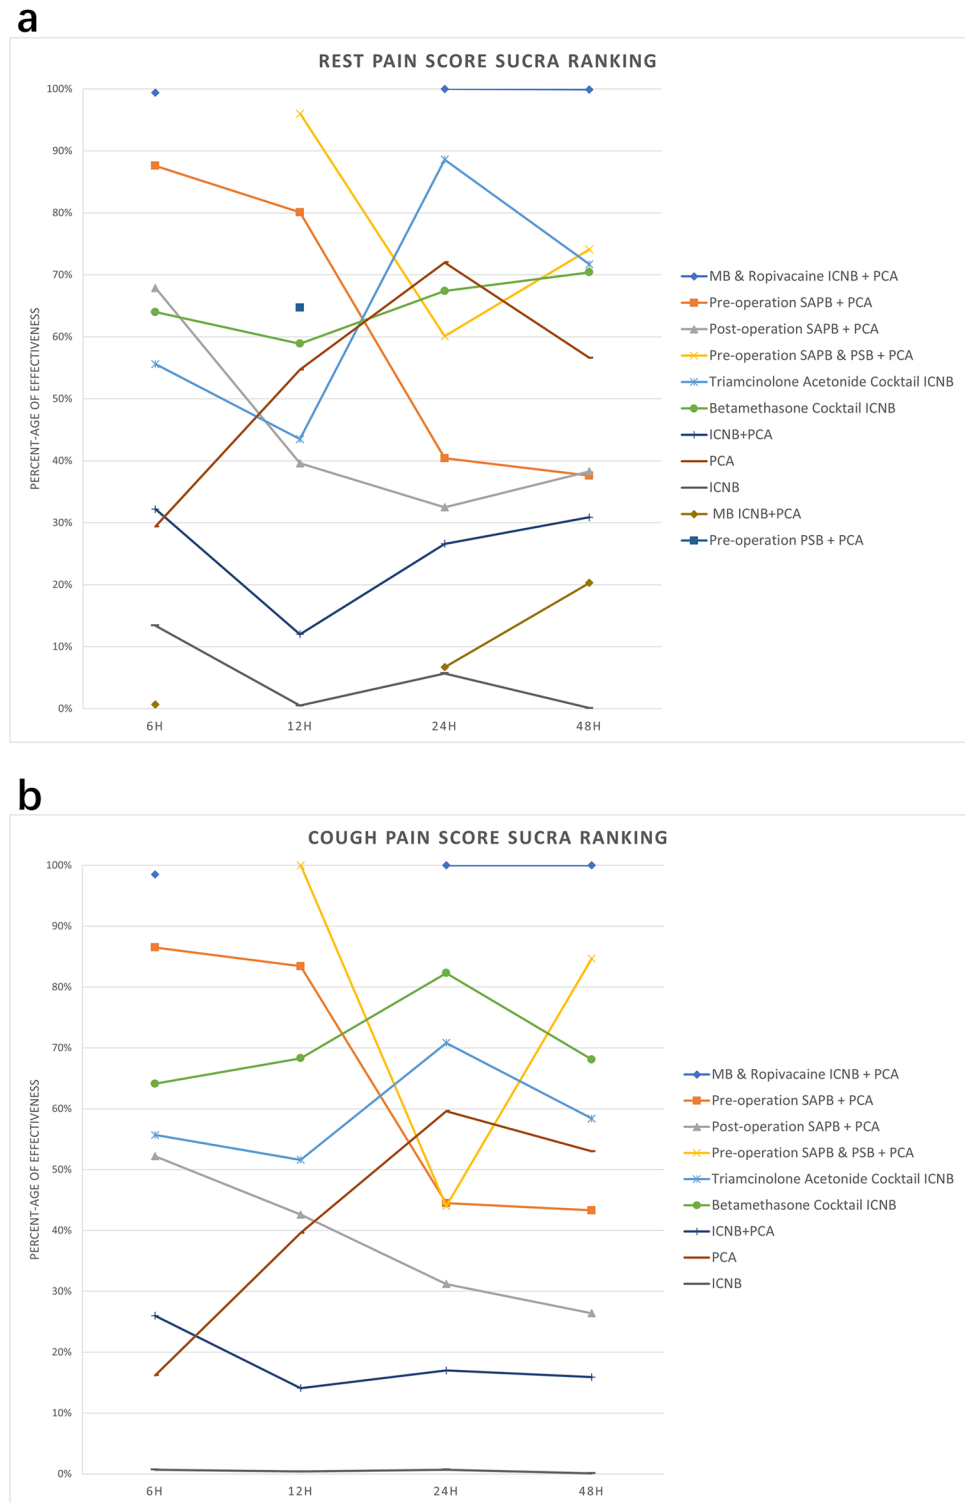 a
REST PAIN SCORE SUCRA RANKING
PERCENT-AGE OF EFFECTIVENESS
100%
90%
80%
70%
60%
50%
40%
30%
20%
10%
0%
6H 12H 24H 48H
MB & Ropivacaine ICNB + PCA
Pre-operation SAPB + PCA
Post-operation SAPB + PCA
Pre-operation SAPB & PSB + PCA
Triamcinolone Acetonide Cocktail ICNB
Betamethasone Cocktail ICNB
ICNB+PCA
PCA
ICNB
MB ICNB+PCA
Pre-operation PSB + PCA
b
COUGH PAIN SCORE SUCRA RANKING
PERCENT-AGE OF EFFECTIVENESS
100%
90%
80%
70%
60%
50%
40%
30%
20%
10%
0%
6H 12H 24H 48H
MB & Ropivacaine ICNB + PCA
Pre-operation SAPB + PCA
Post-operation SAPB + PCA
Pre-operation SAPB & PSB + PCA
Triamcinolone Acetonide Cocktail ICNB
Betamethasone Cocktail ICNB
ICNB+PCA
PCA
ICNB